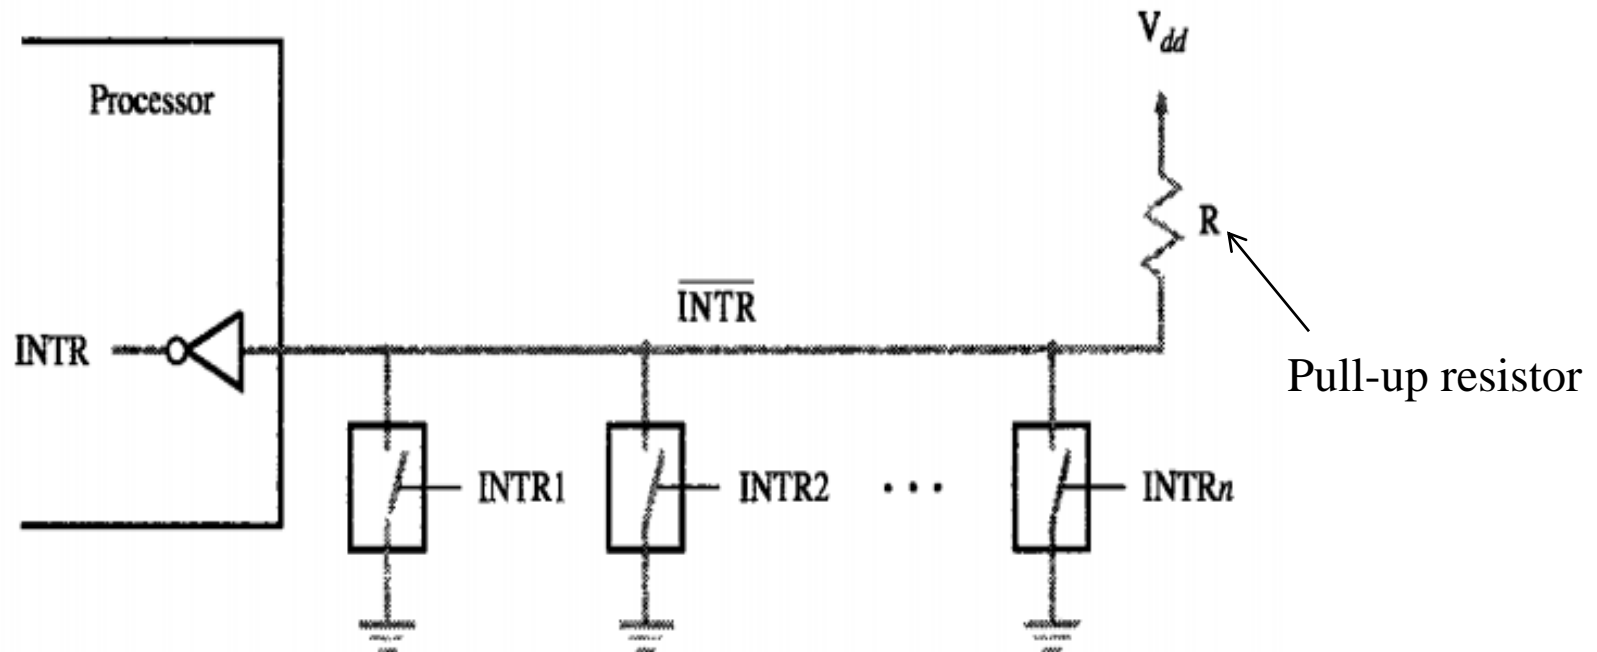 V_dd
Processor
R
INTR
INTR
Pull-up resistor
INTR1 INTR2 ... INTRn